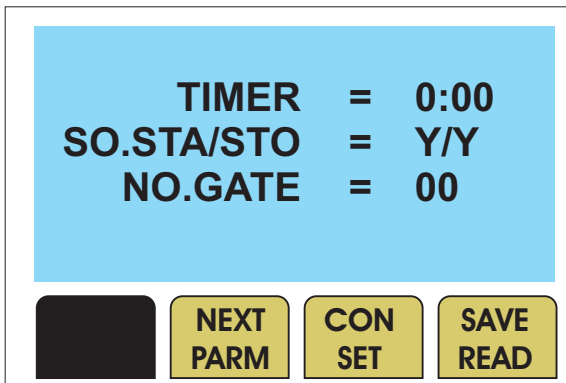 TIMER = 0:00
SO.STA/STO = Y/Y
NO.GATE = 00
NEXT CON SAVE
PARM SET READ